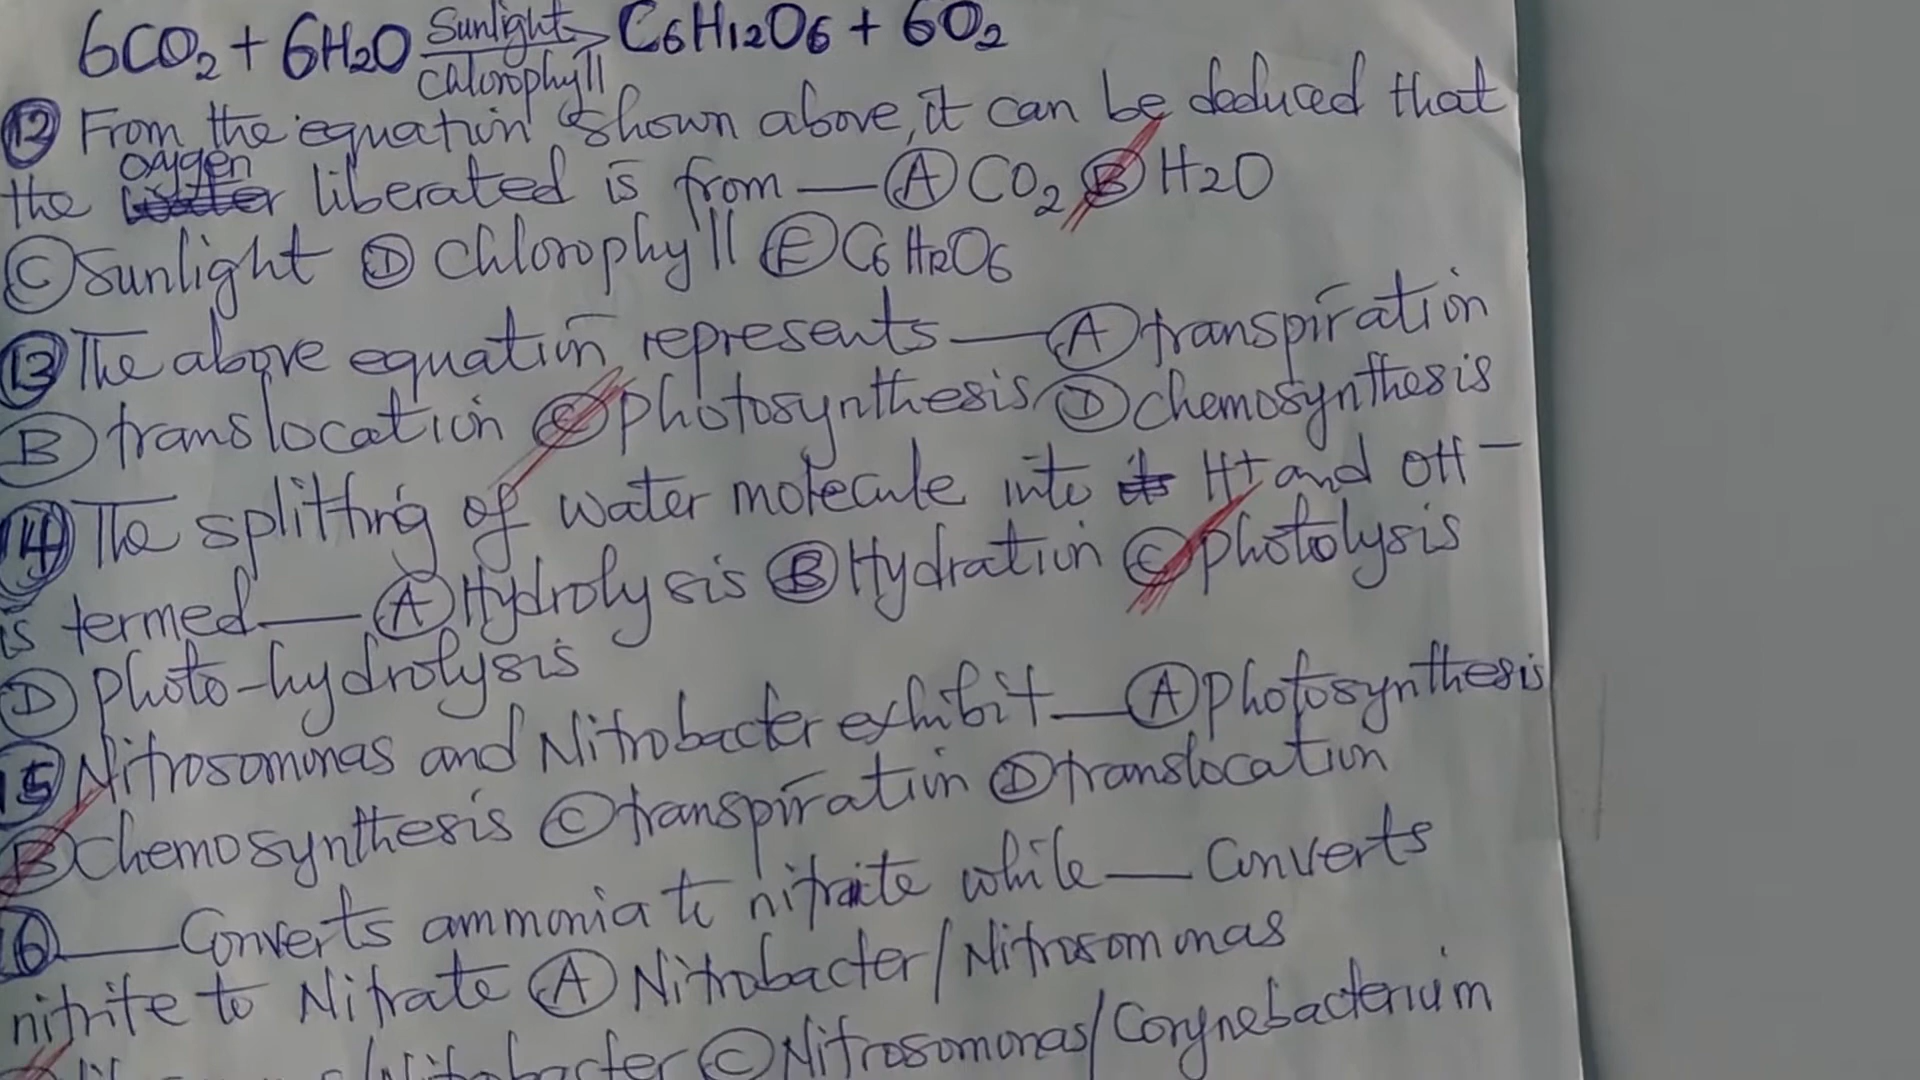 6CO2 + 6H2O Sunlight C6H12O6 + 6O2
Chlorophyll
12 From the equation shown above, it can be deduced that
oxygen
the liberated is from — A CO2 B H2O
C Sunlight D Chlorophyll E C6H12O6
13 The above equation represents — A transpiration
B translocation C photosynthesis D chemosynthesis
14 The splitting of water molecule into H+ and OH-
is termed — A Hydrolysis B Hydration C photolysis
D photo-hydrolysis
15 Nitrosomonas and Nitrobacter exhibit — A photosynthesis
B chemosynthesis C transpiration D translocation
16 — Converts ammonia to nitrite while — converts
nitrite to Nitrate A Nitrobacter/Nitrosomonas
/Nitrobacter C Nitrosomonas/Corynebacterium